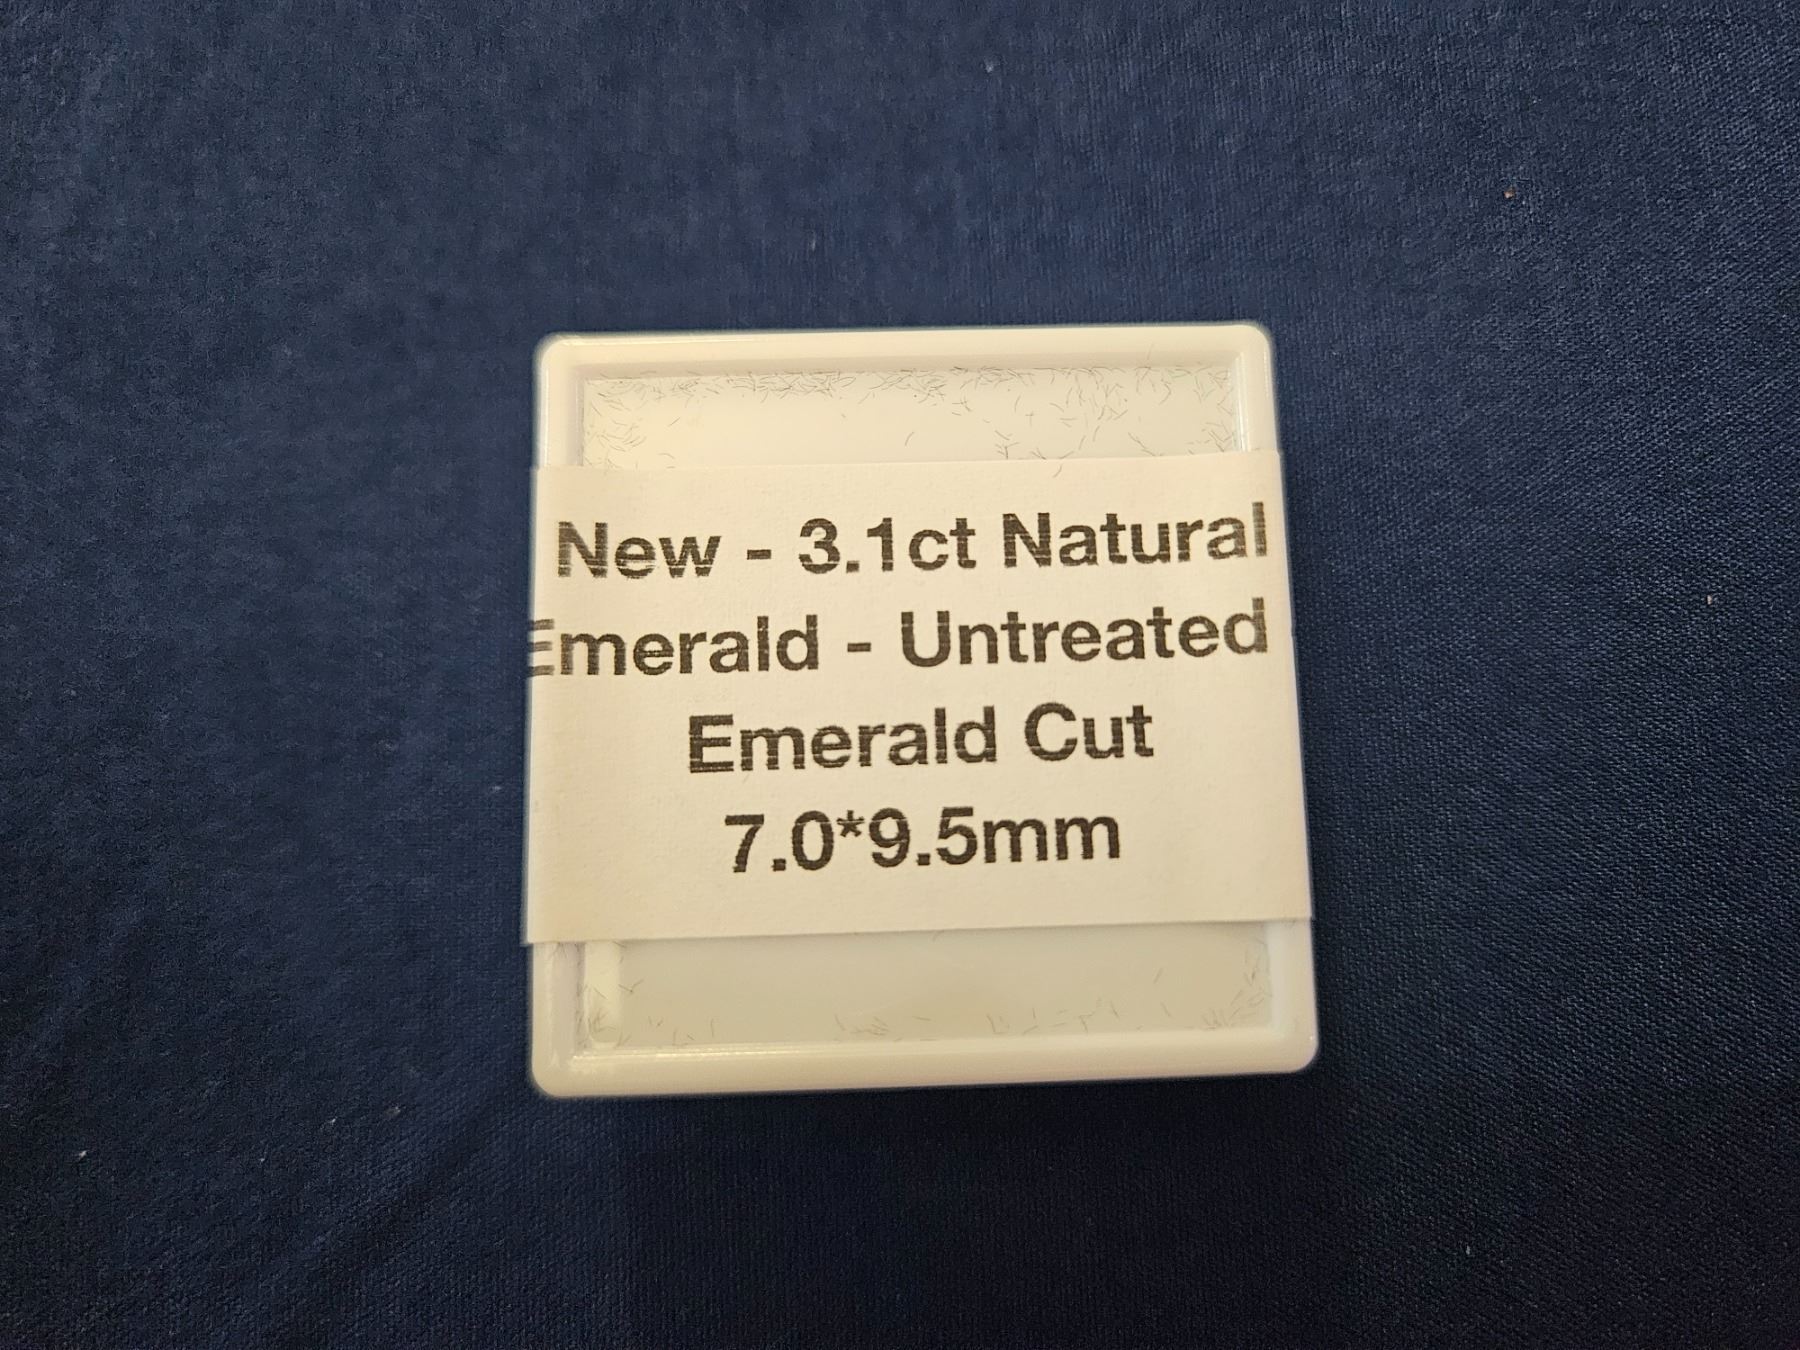 New - 3.1ct Natural
Emerald - Untreated
Emerald Cut
7.0*9.5mm